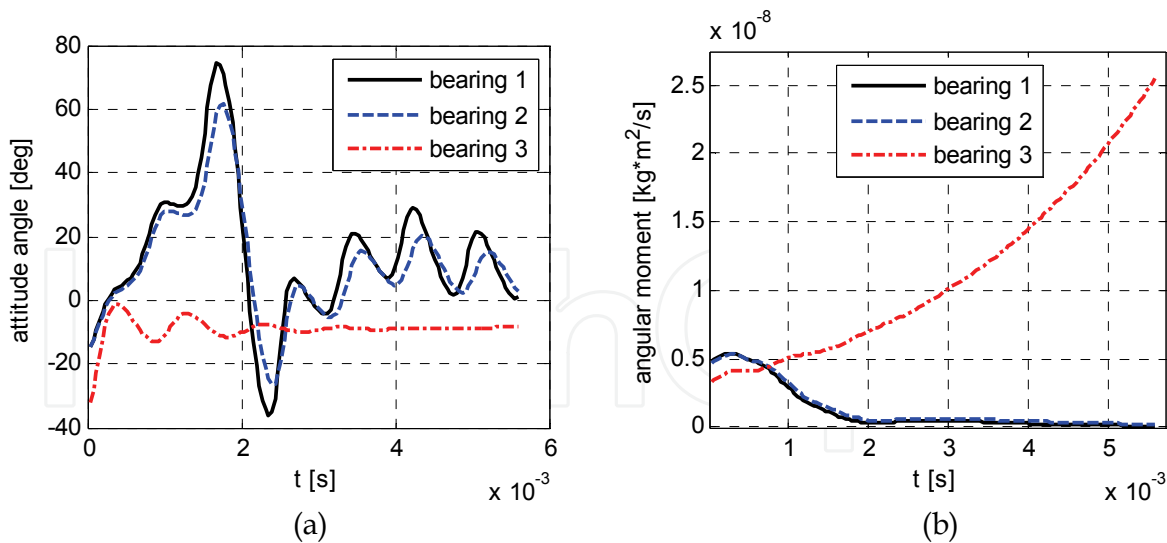 80
60
40
20
0
-20
-40
0
2
4
6
attitude angle [deg]
t [s]
x 10^-3
bearing 1
bearing 2
bearing 3
(a)
x 10^-8
2.5
2
1.5
1
0.5
0
1
2
3
4
5
angular moment [kg*m^2/s]
t [s]
x 10^-3
bearing 1
bearing 2
bearing 3
(b)